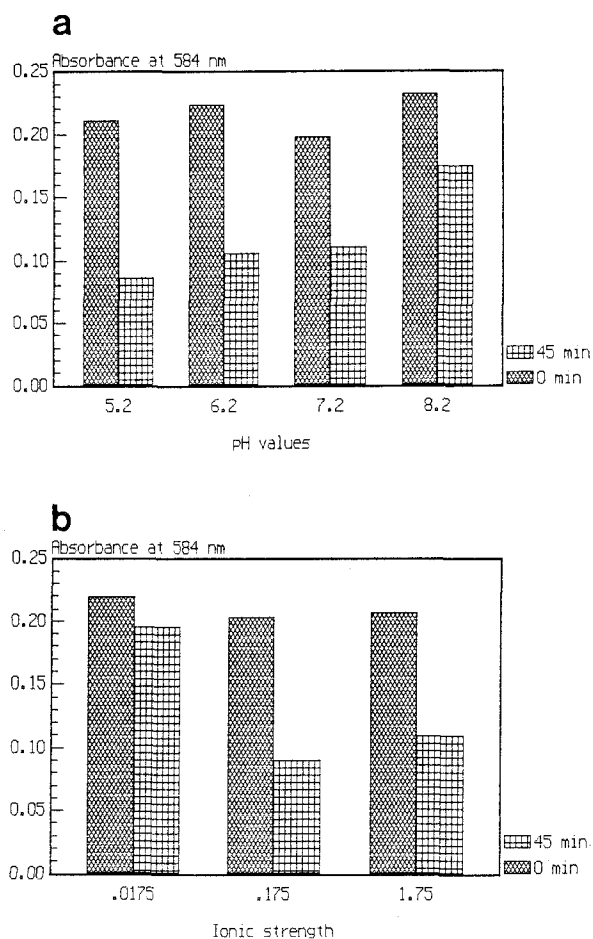 a
Absorbance at 584 nm
0.25
0.20
0.15
0.10
0.05
0.00
5.2 6.2 7.2 8.2
pH values
45 min
0 min
b
Absorbance at 584 nm
0.25
0.20
0.15
0.10
0.05
0.00
.0175 .175 1.75
Ionic strength
45 min
0 min